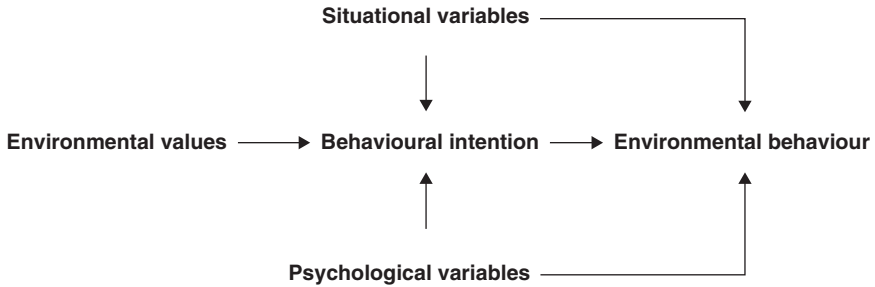 Situational variables
Environmental values
Behavioural intention
Environmental behaviour
Psychological variables